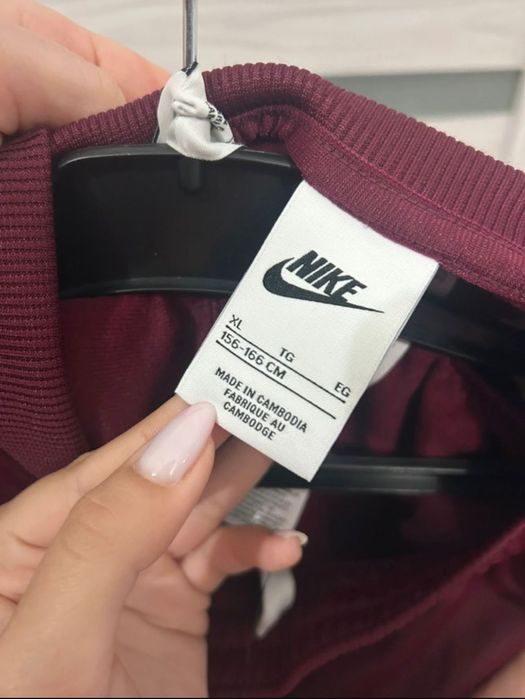 NIKE
XL TG EG
156-166 CM
MADE IN CAMBODIA
FABRIQUE AU
CAMBODGE